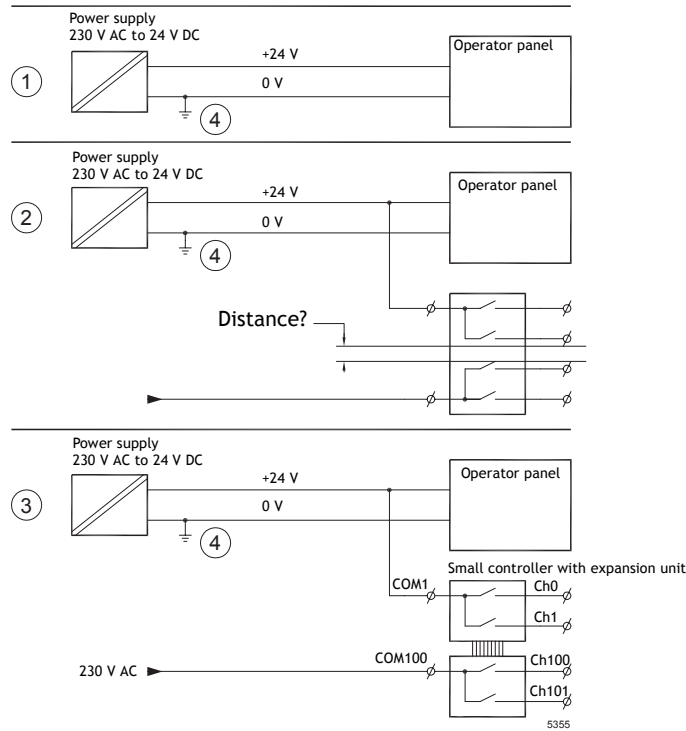 Power supply
230 V AC to 24 V DC
+24 V
Operator panel
1
0 V
4
Power supply
230 V AC to 24 V DC
+24 V
Operator panel
2
0 V
4
Distance?
Power supply
230 V AC to 24 V DC
+24 V
Operator panel
3
0 V
4
Small controller with expansion unit
COM1
Ch0
Ch1
COM100
Ch100
230 V AC
Ch101
5355